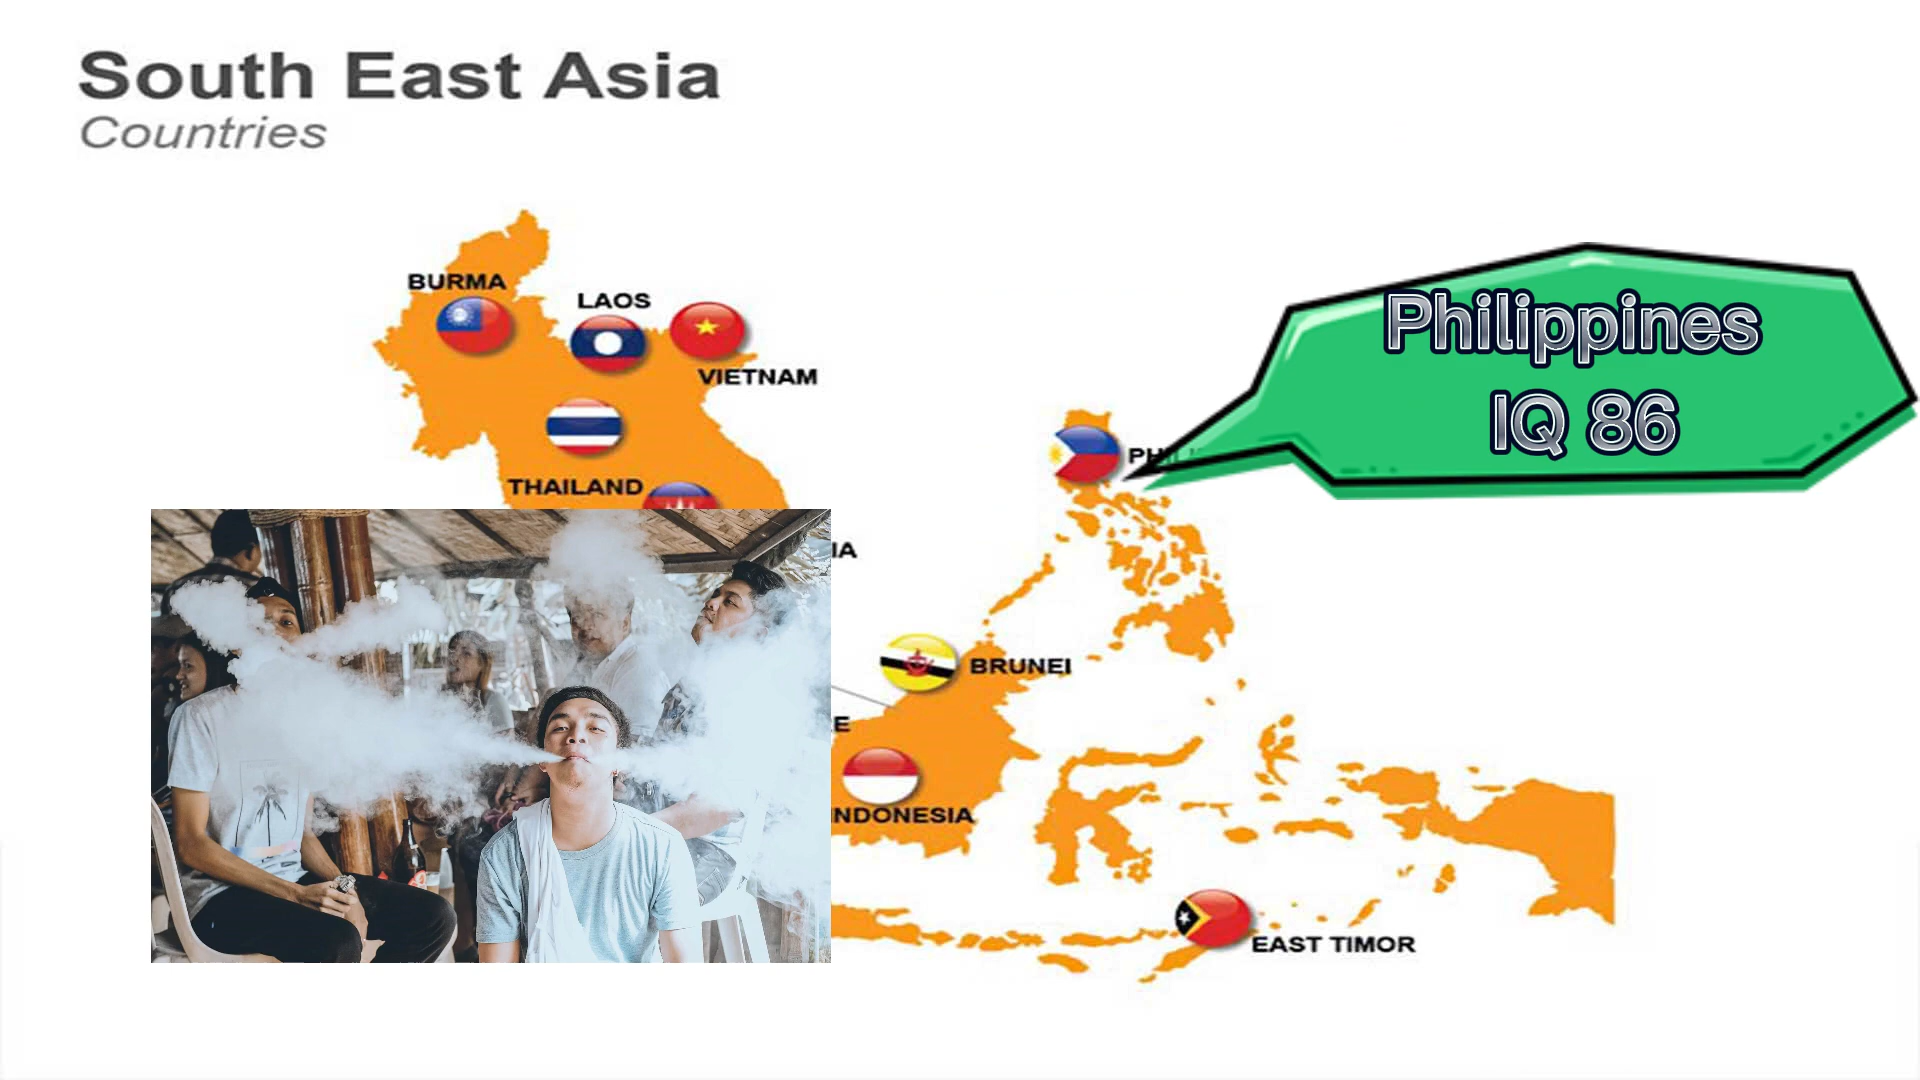 South East Asia
Countries
BURMA
LAOS
VIETNAM
THAILAND
Philippines
IQ 86
BRUNEI
NDONESIA
EAST TIMOR